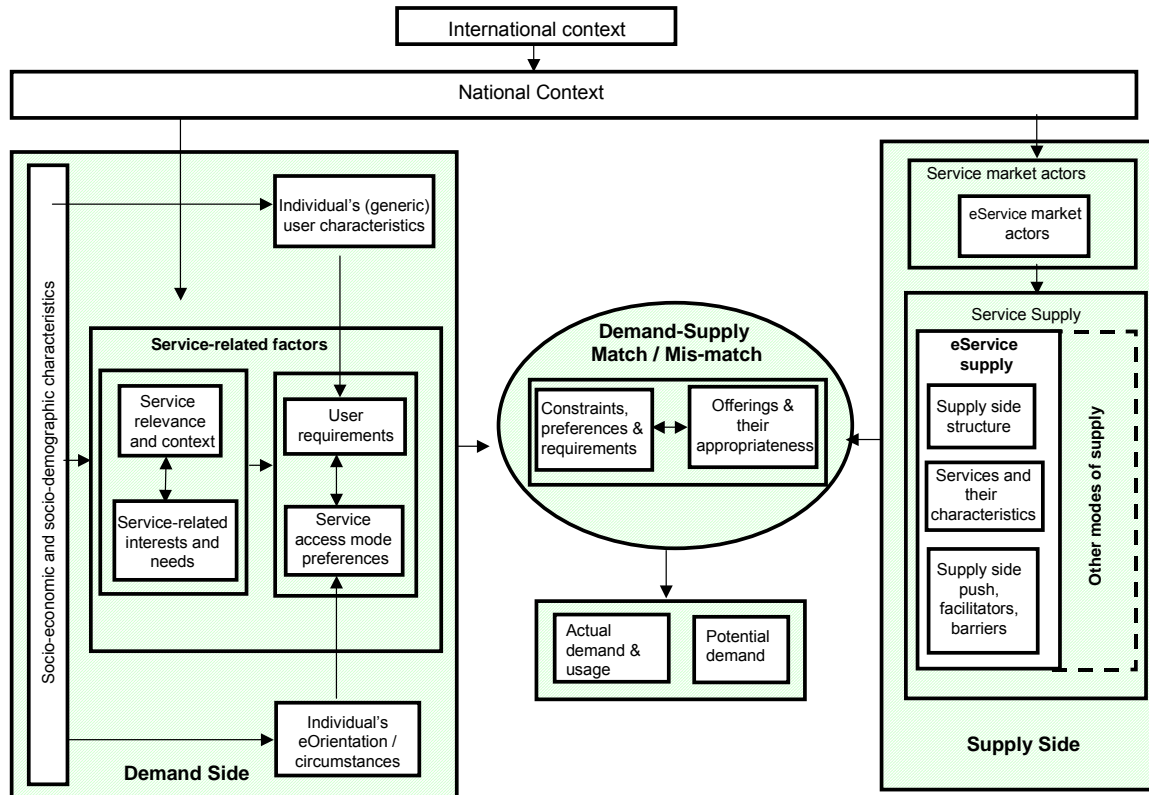 International context
National Context
Socio-economic and socio-demographic characteristics
Individual's (generic)
user characteristics
Service-related factors
Service
relevance
and context
Service-related
interests and
needs
User
requirements
Service
access mode
preferences
Individual's
eOrientation /
circumstances
Demand Side
Demand-Supply
Match / Mis-match
Constraints,
preferences &
requirements
Offerings &
their
appropriateness
Actual
demand &
usage
Potential
demand
Service market actors
eService market
actors
Service Supply
eService
supply
Supply side
structure
Services and
their
characteristics
Supply side
push,
facilitators,
barriers
Other modes of supply
Supply Side